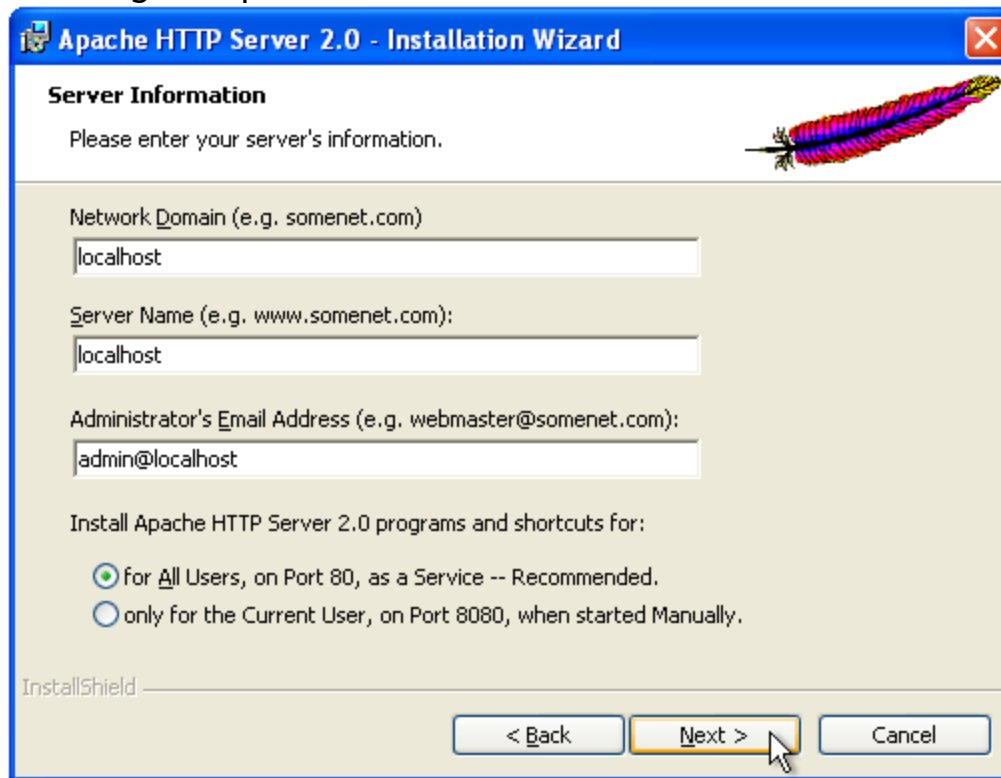 Apache HTTP Server 2.0 - Installation Wizard
Server Information
Please enter your server's information.
Network Domain (e.g. somenet.com)
localhost
Server Name (e.g. www.somenet.com):
localhost
Administrator's Email Address (e.g. webmaster@somenet.com):
admin@localhost
Install Apache HTTP Server 2.0 programs and shortcuts for:
for All Users, on Port 80, as a Service -- Recommended.
only for the Current User, on Port 8080, when started Manually.
InstallShield
< Back Next > Cancel